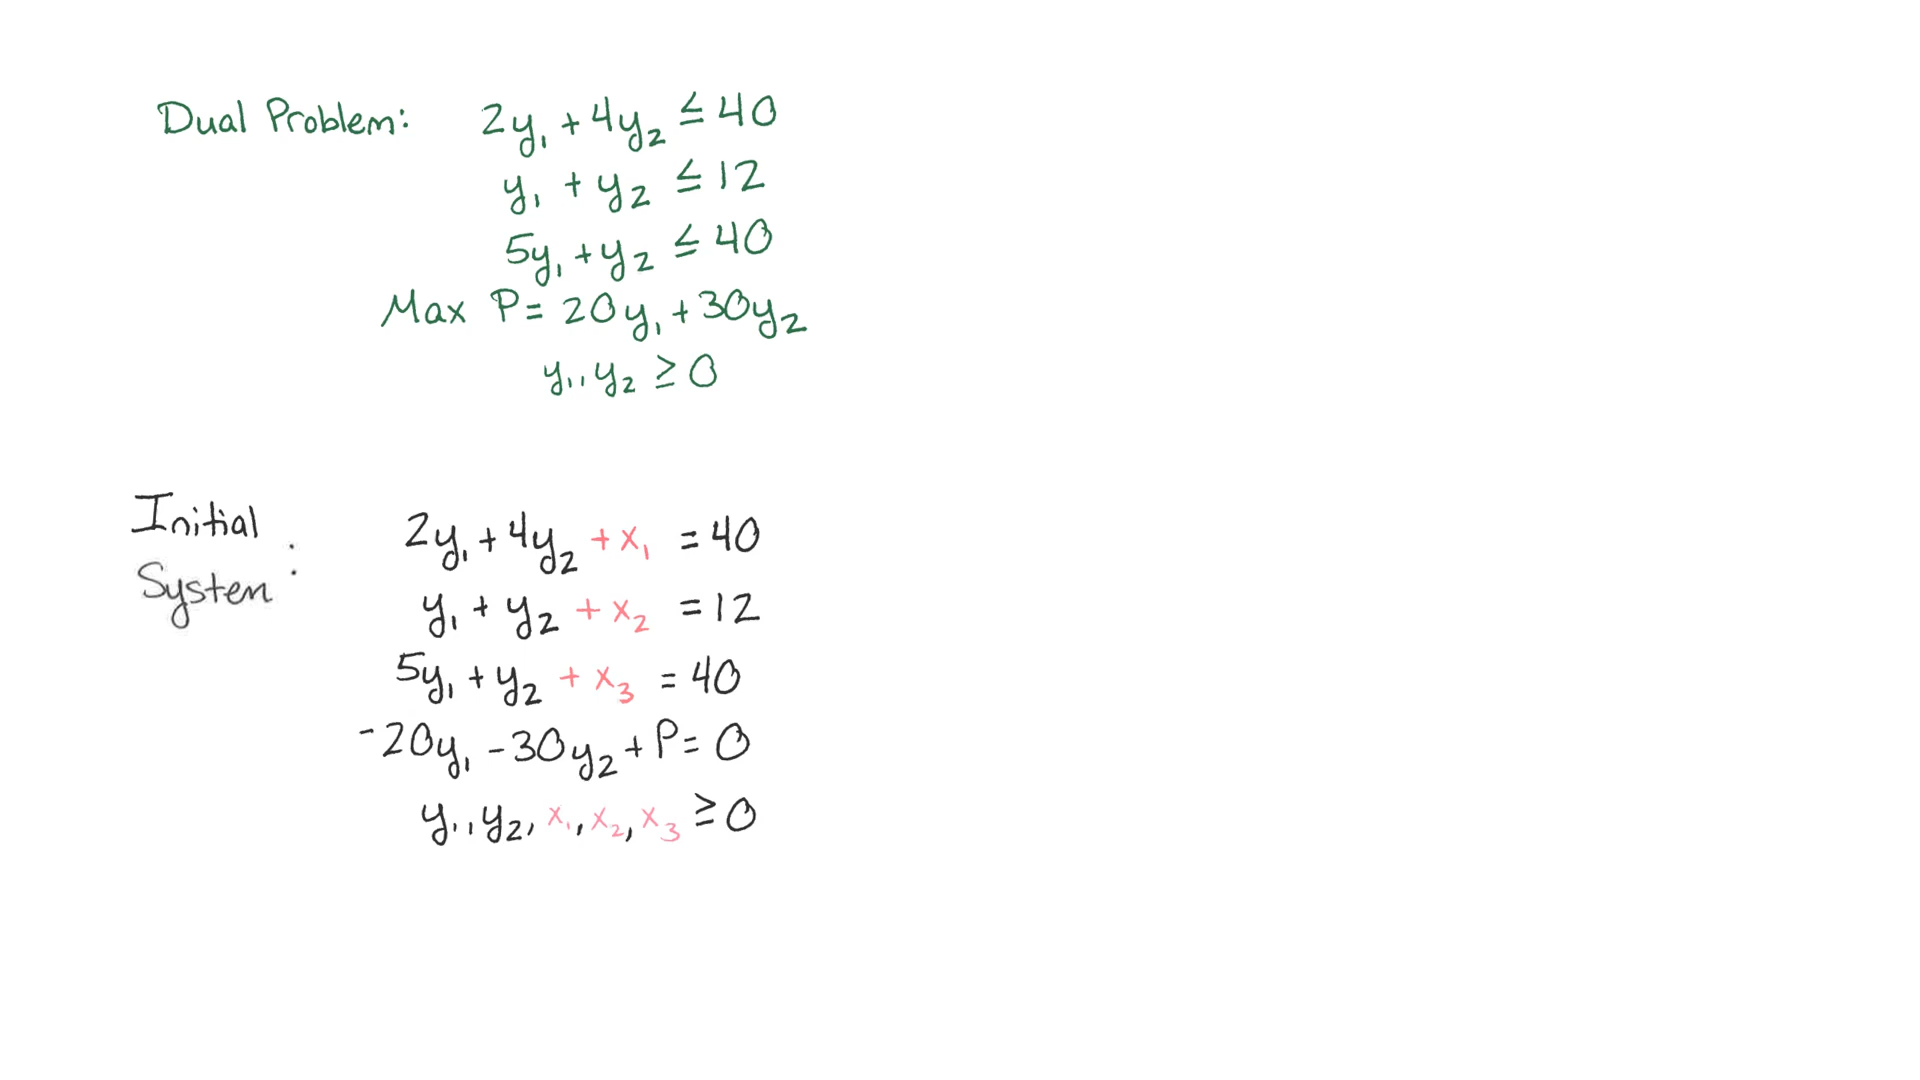 Dual Problem: 2y₁ + 4y₂ ≤ 40
y₁ + y₂ ≤ 12
5y₁ + y₂ ≤ 40
Max P = 20y₁ + 30y₂
y₁, y₂ ≥ 0
Initial
System:
2y₁ + 4y₂ + x₁ = 40
y₁ + y₂ + x₂ = 12
5y₁ + y₂ + x₃ = 40
-20y₁ - 30y₂ + P = 0
y₁, y₂, x₁, x₂, x₃ ≥ 0